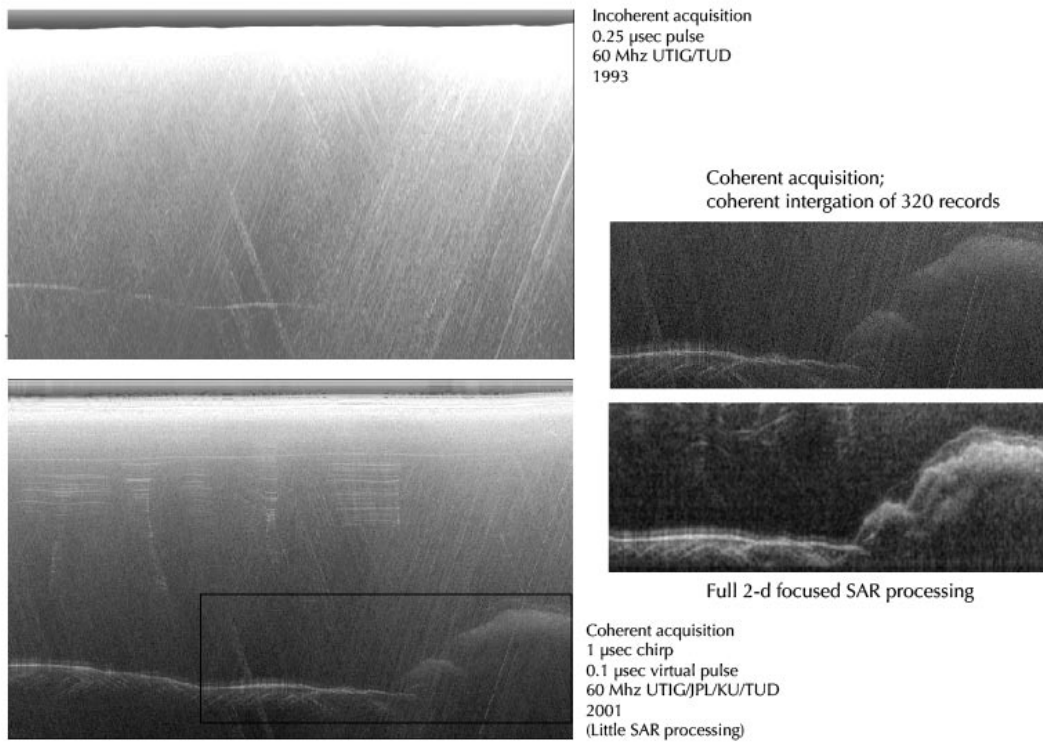 Incoherent acquisition
0.25 µsec pulse
60 Mhz UTIG/TUD
1993
Coherent acquisition;
coherent intergation of 320 records
Full 2-d focused SAR processing
Coherent acquisition
1 µsec chirp
0.1 µsec virtual pulse
60 Mhz UTIG/JPL/KU/TUD
2001
(Little SAR processing)